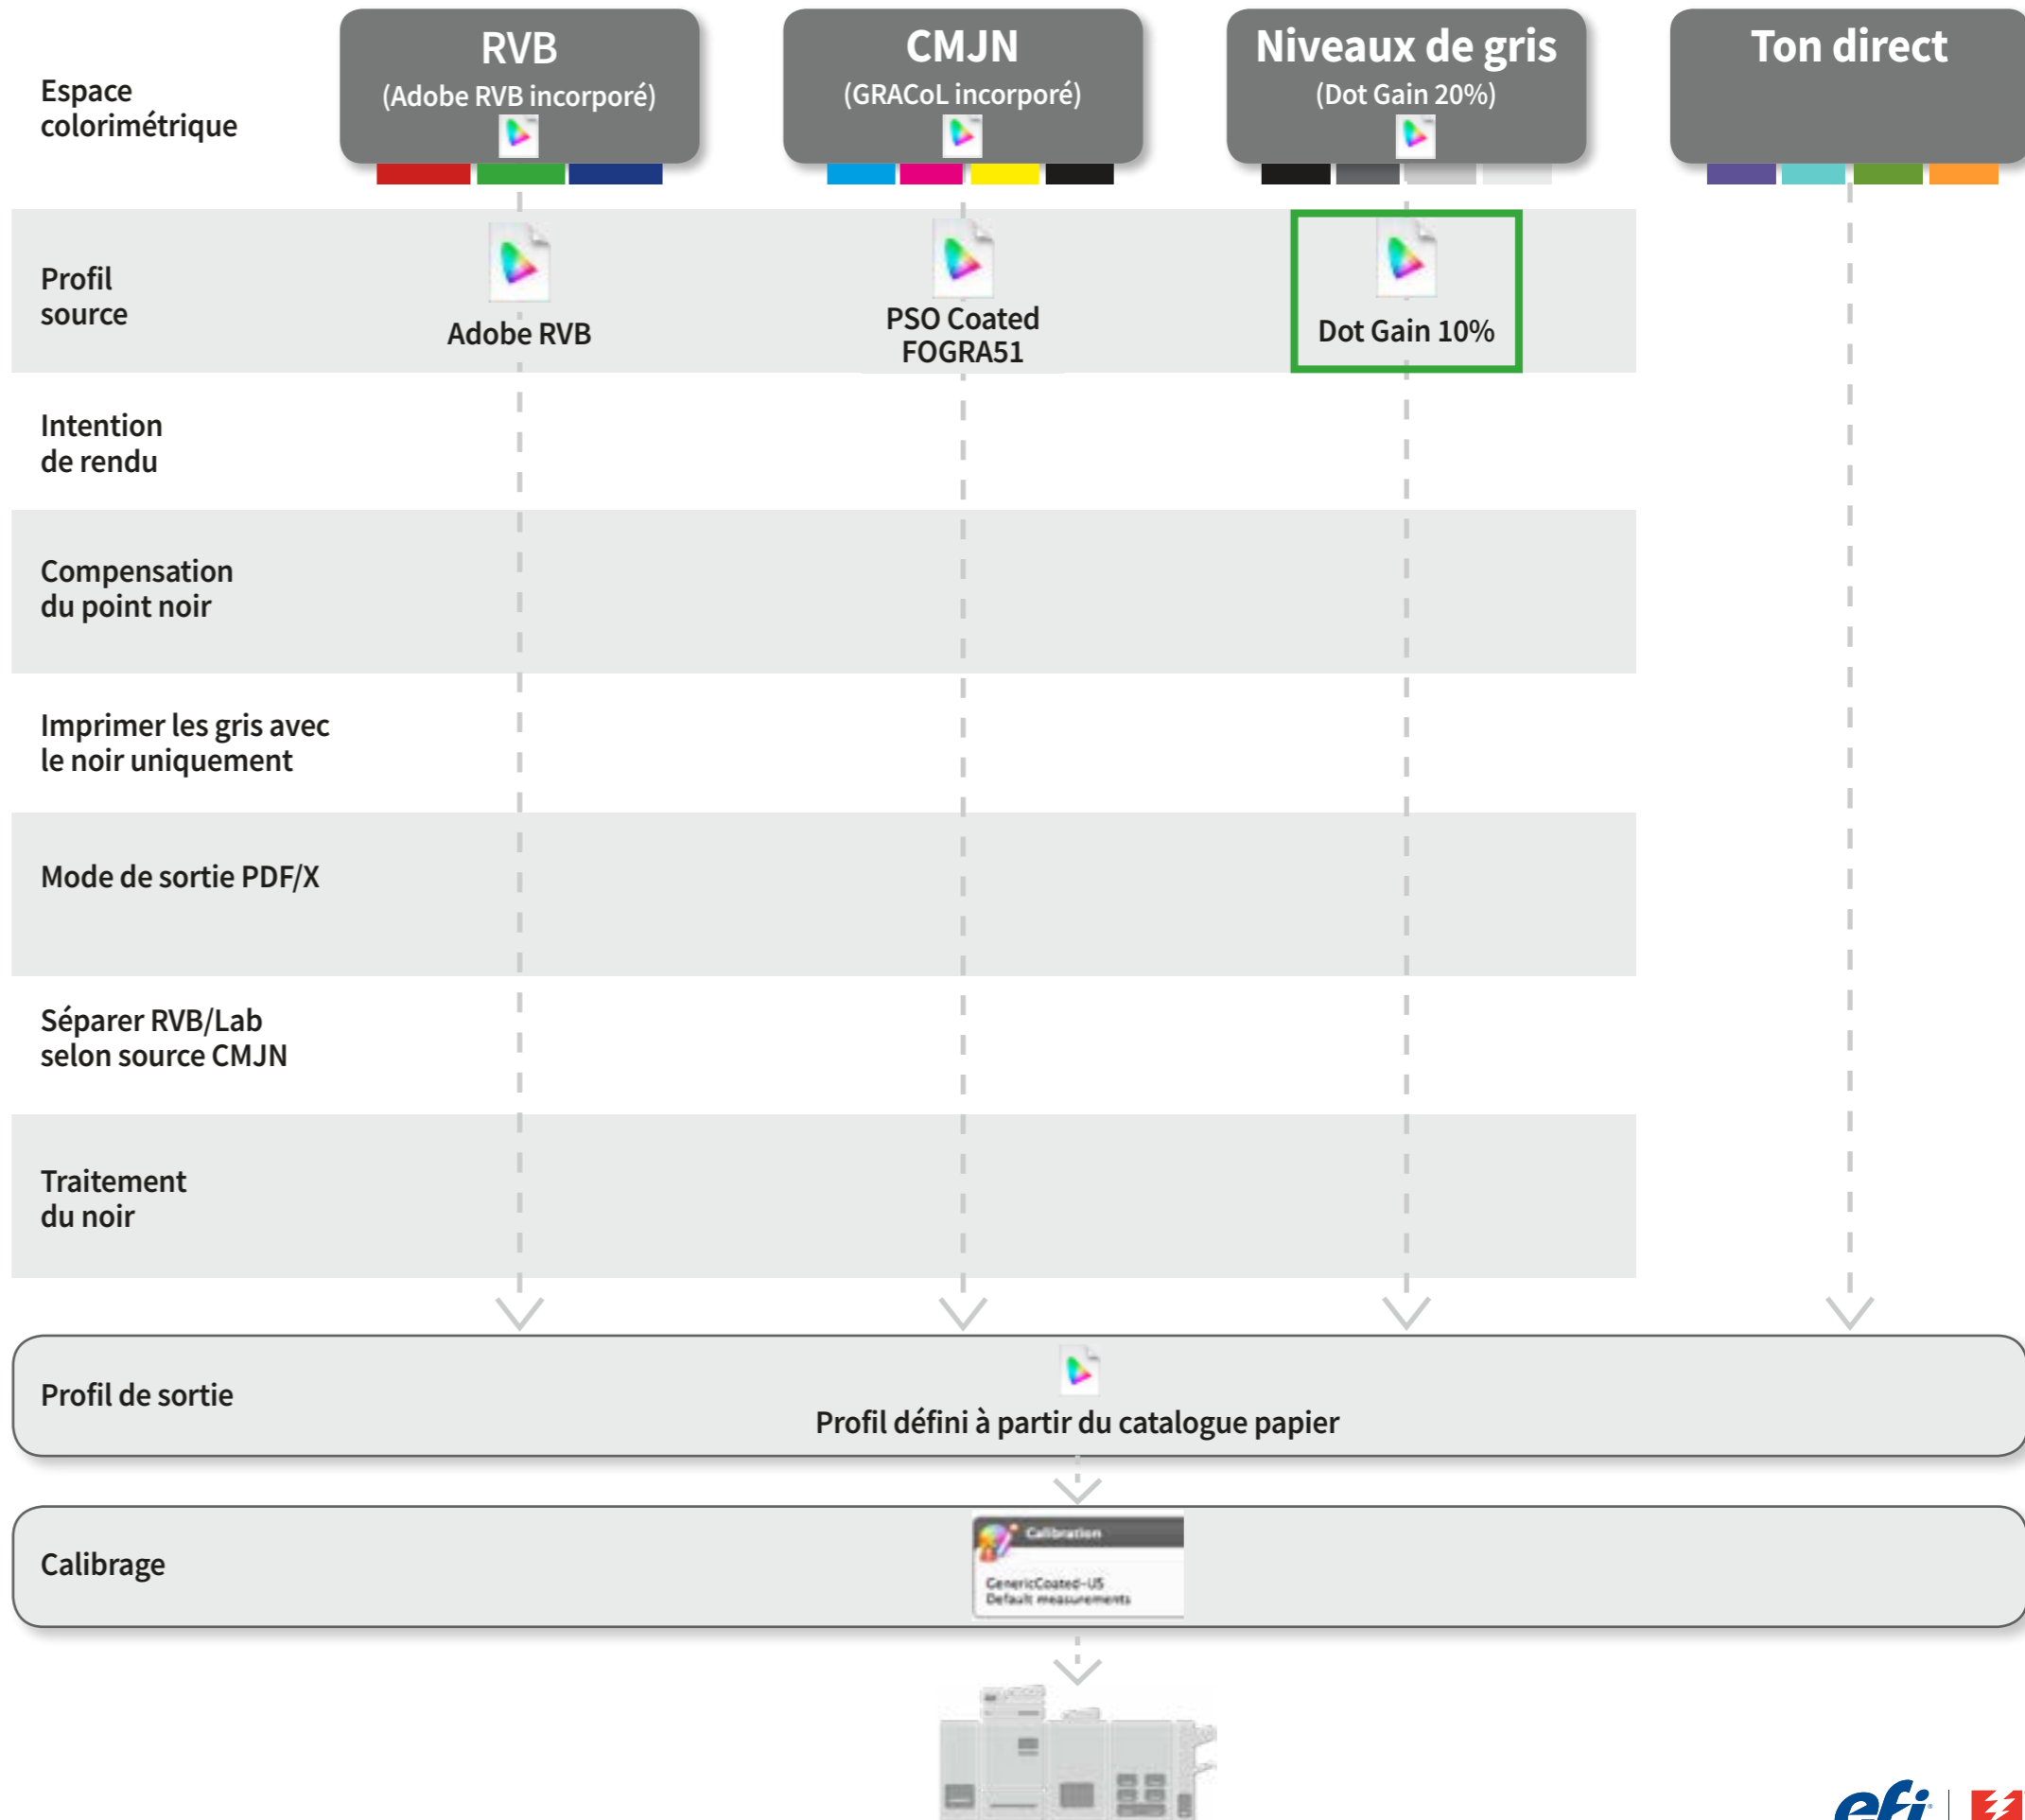 Espace
colorimétrique
RVB
(Adobe RVB incorporé)
CMJN
(GRACoL incorporé)
Niveaux de gris
(Dot Gain 20%)
Ton direct
Profil
source
Adobe RVB
PSO Coated
FOGRA51
Dot Gain 10%
Intention
de rendu
Compensation
du point noir
Imprimer les gris avec
le noir uniquement
Mode de sortie PDF/X
Séparer RVB/Lab
selon source CMJN
Traitement
du noir
Profil de sortie
Profil défini à partir du catalogue papier
Calibrage
Calibration
GenericCoated-US
Default measurements
efi